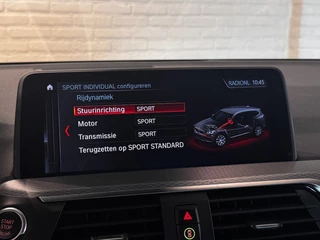 SPORT INDIVIDUAL configureren
RADIONL 10:45
Rijdynamiek
Stuurinrichting SPORT
Motor SPORT
Transmissie SPORT
Terugzetten op SPORT STANDARD